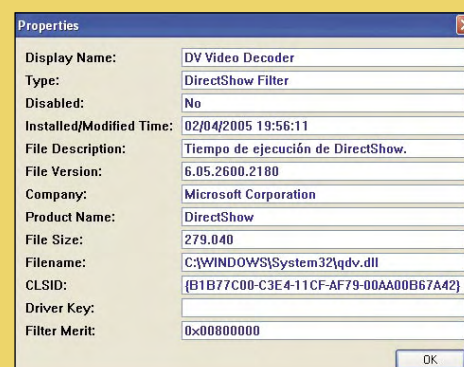 Properties
Display Name: DV Video Decoder
Type: DirectShow Filter
Disabled: No
Installed/Modified Time: 02/04/2005 19:56:11
File Description: Tiempo de ejecución de DirectShow.
File Version: 6.05.2600.2180
Company: Microsoft Corporation
Product Name: DirectShow
File Size: 279.040
Filename: C:\WINDOWS\System32\qdv.dll
CLSID: {B1B77C00-C3E4-11CF-AF79-00AA00B67A42}
Driver Key:
Filter Merit: 0x00800000
OK